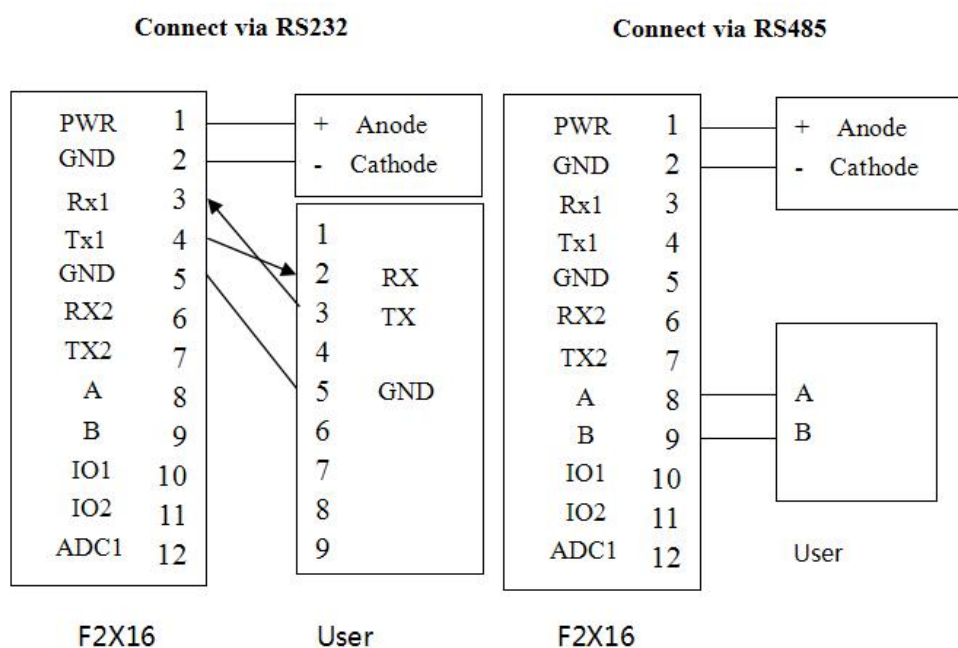 Connect via RS232
PWR 1
GND 2
Rx1 3
Tx1 4
GND 5
RX2 6
TX2 7
A 8
B 9
IO1 10
IO2 11
ADC1 12
F2X16
+ Anode
- Cathode
1
2 RX
3 TX
4
5 GND
6
7
8
9
User
Connect via RS485
PWR 1
GND 2
Rx1 3
Tx1 4
GND 5
RX2 6
TX2 7
A 8
B 9
IO1 10
IO2 11
ADC1 12
F2X16
+ Anode
- Cathode
A
B
User